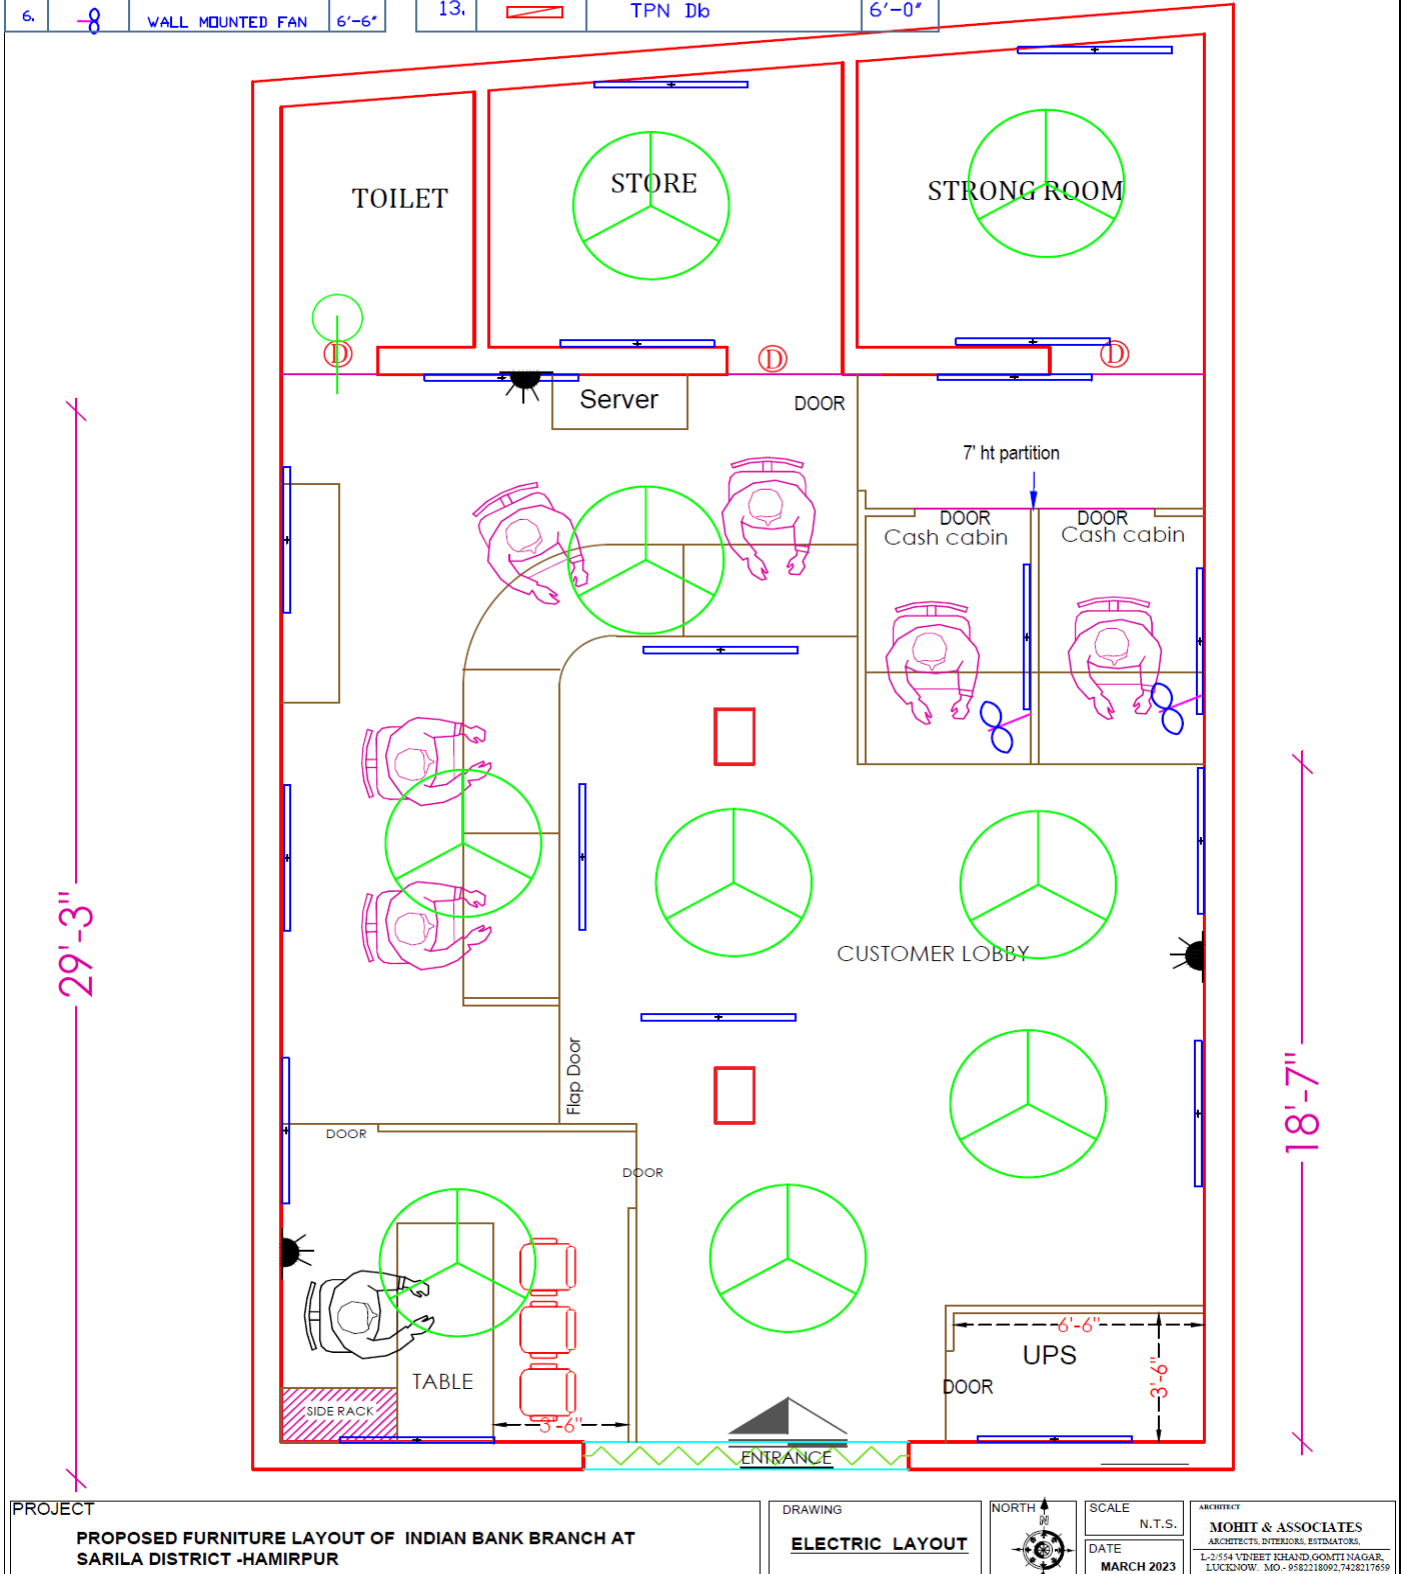 6. WALL MOUNTED FAN 6'-6" 13. TPN Db 6'-0"
TOILET
STORE
STRONG ROOM
D
D
D
Server
DOOR
7' ht partition
DOOR
DOOR
Cash cabin
Cash cabin
29'-3"
CUSTOMER LOBBY
Flap Door
18'-7"
DOOR
DOOR
6'-6"
UPS
3'-6"
DOOR
TABLE
SIDE RACK
3'-6"
ENTRANCE
PROJECT
PROPOSED FURNITURE LAYOUT OF INDIAN BANK BRANCH AT
SARILA DISTRICT -HAMIRPUR
DRAWING
ELECTRIC LAYOUT
NORTH
N
SCALE
N.T.S.
DATE
MARCH 2023
ARCHITECT
MOHIT & ASSOCIATES
ARCHITECTS, INTERIORS, ESTIMATORS,
L-2/554 VINEET KHAND,GOMTI NAGAR,
LUCKNOW. MO.- 9582218092,7428217659